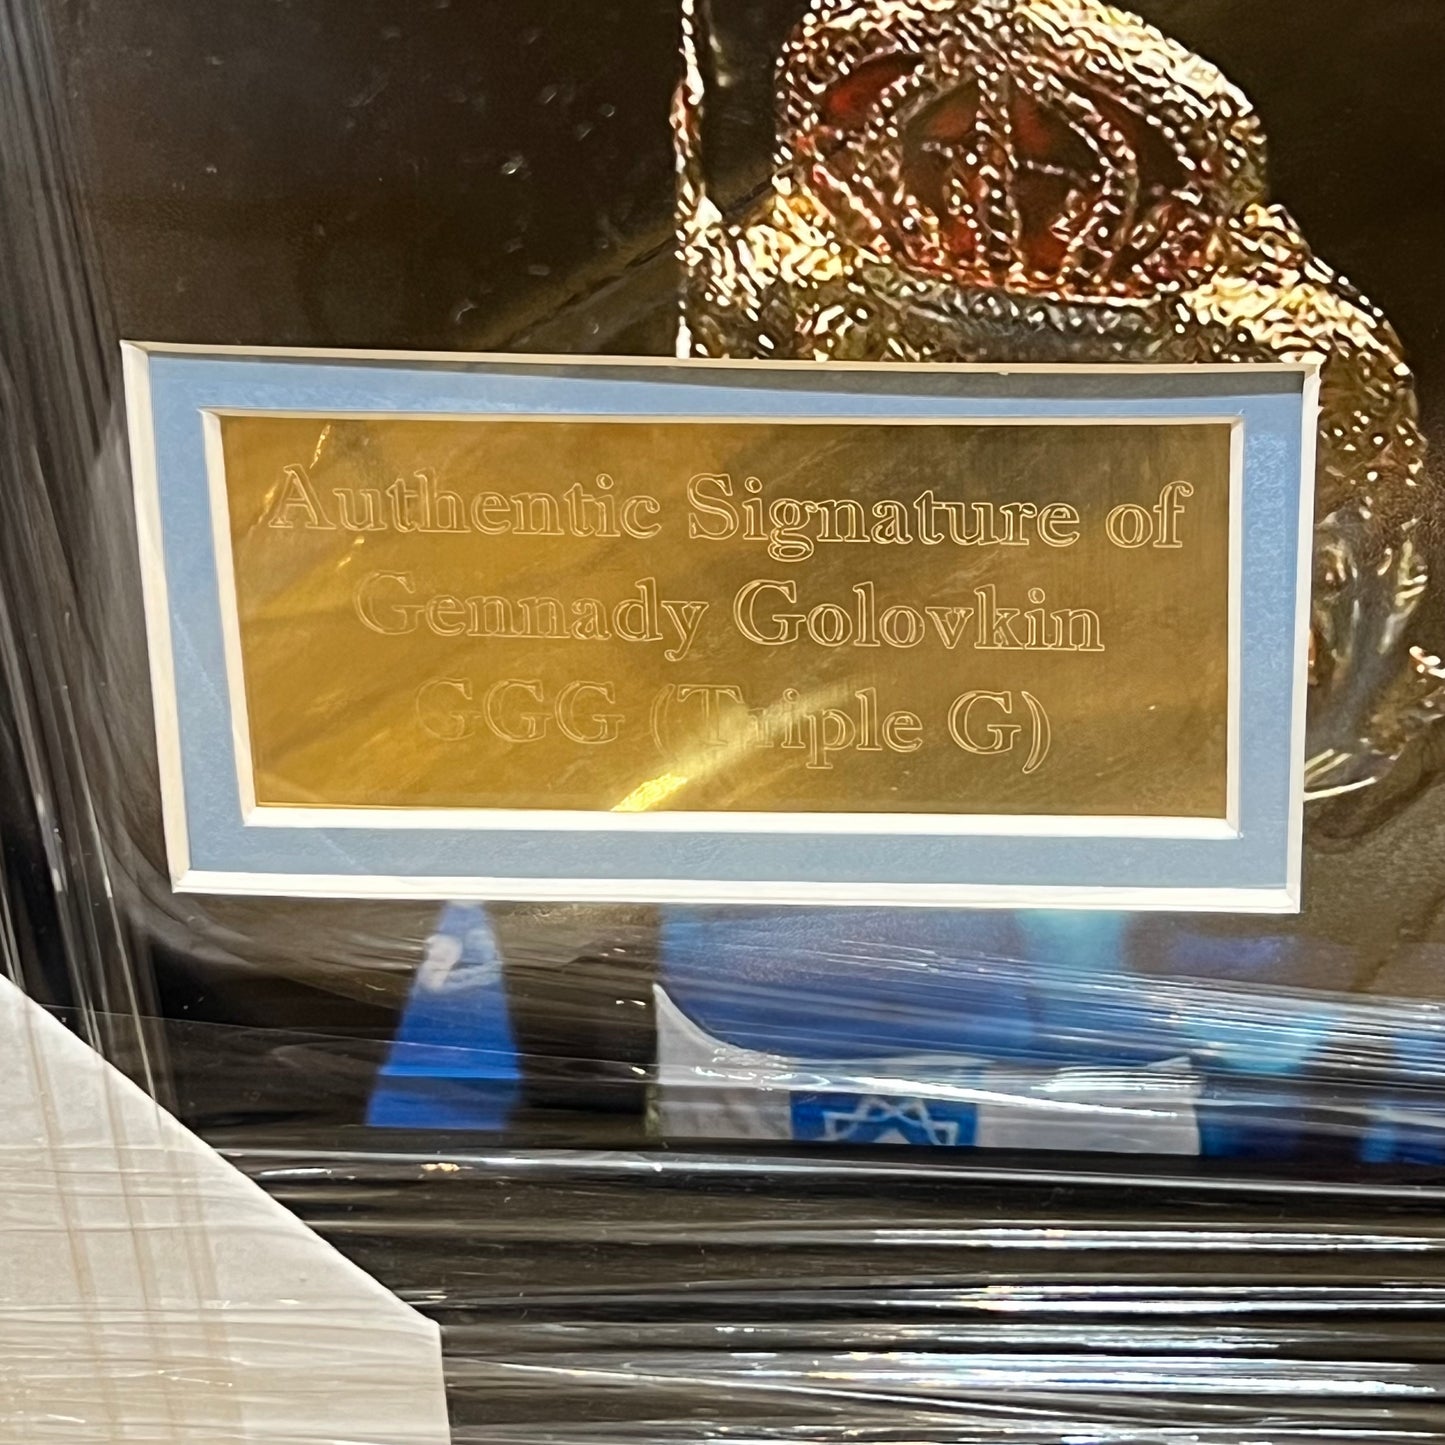 Authentic Signature of
Gennady Golovkin
GGG (Triple G)